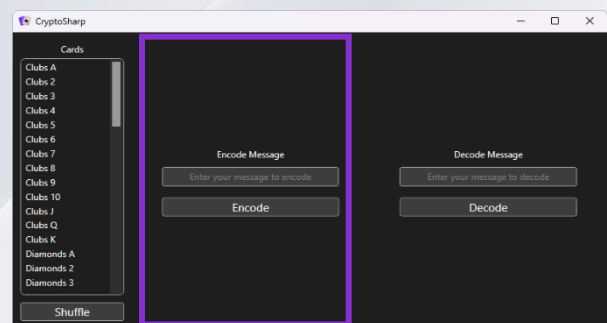 CryptoSharp
Cards
Clubs A
Clubs 2
Clubs 3
Clubs 4
Clubs 5
Clubs 6
Clubs 7
Clubs 8
Clubs 9
Clubs 10
Clubs J
Clubs Q
Clubs K
Diamonds A
Diamonds 2
Diamonds 3
Shuffle
Encode Message
Enter your message to encode
Encode
Decode Message
Enter your message to decode
Decode